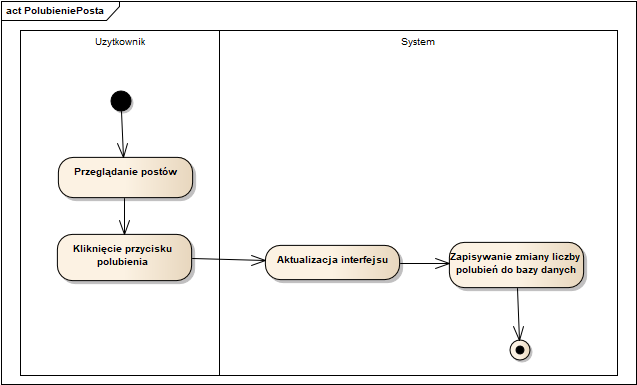 act PolubieniePosta
Uzytkownik
System
Przeglądanie postów
Kliknięcie przycisku
polubienia
Aktualizacja interfejsu
Zapisywanie zmiany liczby
polubień do bazy danych